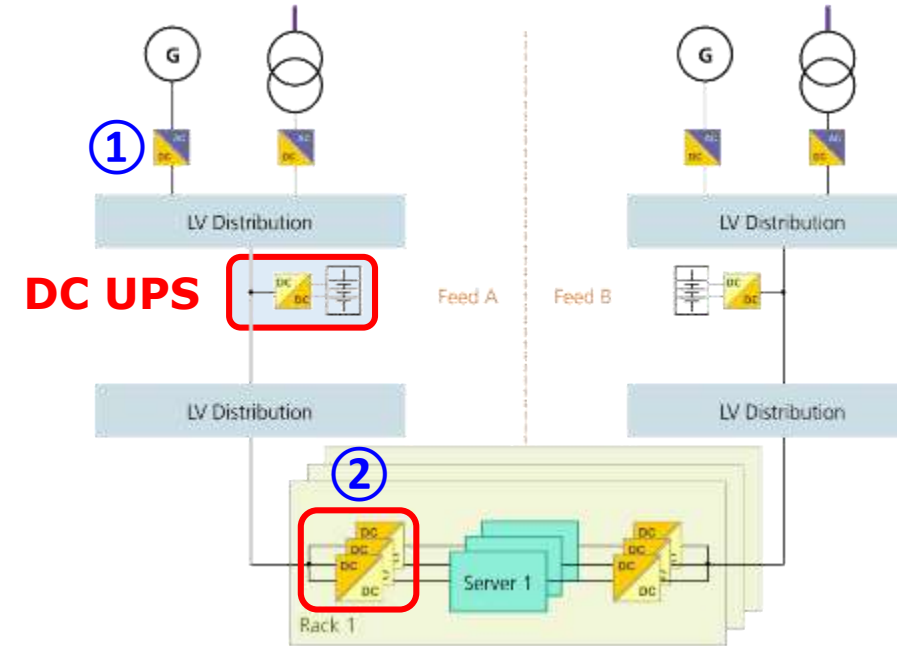 G
G
①
AC
DC
AC
DC
AC
DC
AC
DC
LV Distribution
LV Distribution
DC UPS
DC
DC
Feed A
Feed B
DC
DC
LV Distribution
LV Distribution
②
DC
DC
DC
DC
Server 1
DC
DC
DC
DC
Rack 1